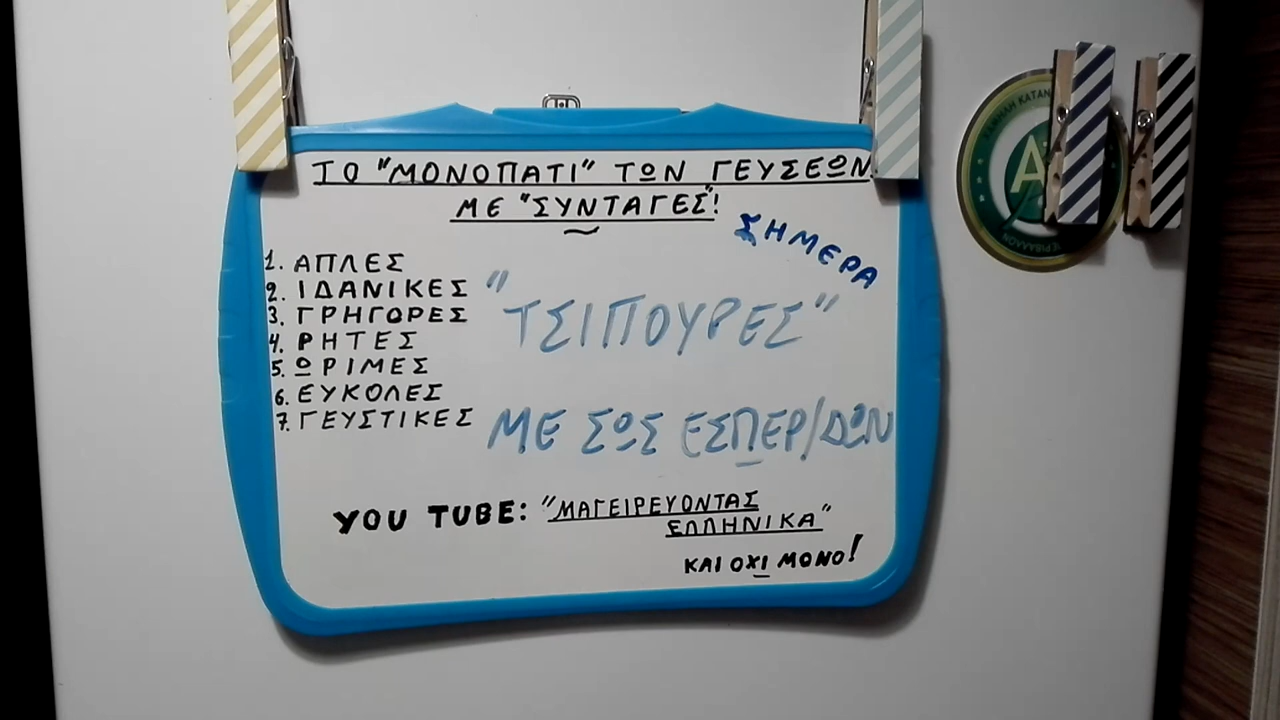 ΤΟ "ΜΟΝΟΠΑΤΙ" ΤΩΝ ΓΕΥΣΕΩΝ
ΜΕ "ΣΥΝΤΑΓΕΣ"!
ΣΗΜΕΡΑ
1. ΑΠΛΕΣ
2. ΙΔΑΝΙΚΕΣ
3. ΓΡΗΓΟΡΕΣ
4. ΡΗΤΕΣ
5. ΩΡΙΜΕΣ
6. ΕΥΚΟΛΕΣ
7. ΓΕΥΣΤΙΚΕΣ
"ΤΣΙΠΟΥΡΕΣ"
ΜΕ ΣΩΣ ΕΣΠΕΡ/ΔΩΝ
YOU TUBE: "ΜΑΓΕΙΡΕΥΟΝΤΑΣ
ΕΛΛΗΝΙΚΑ"
ΚΑΙ ΟΧΙ ΜΟΝΟ!